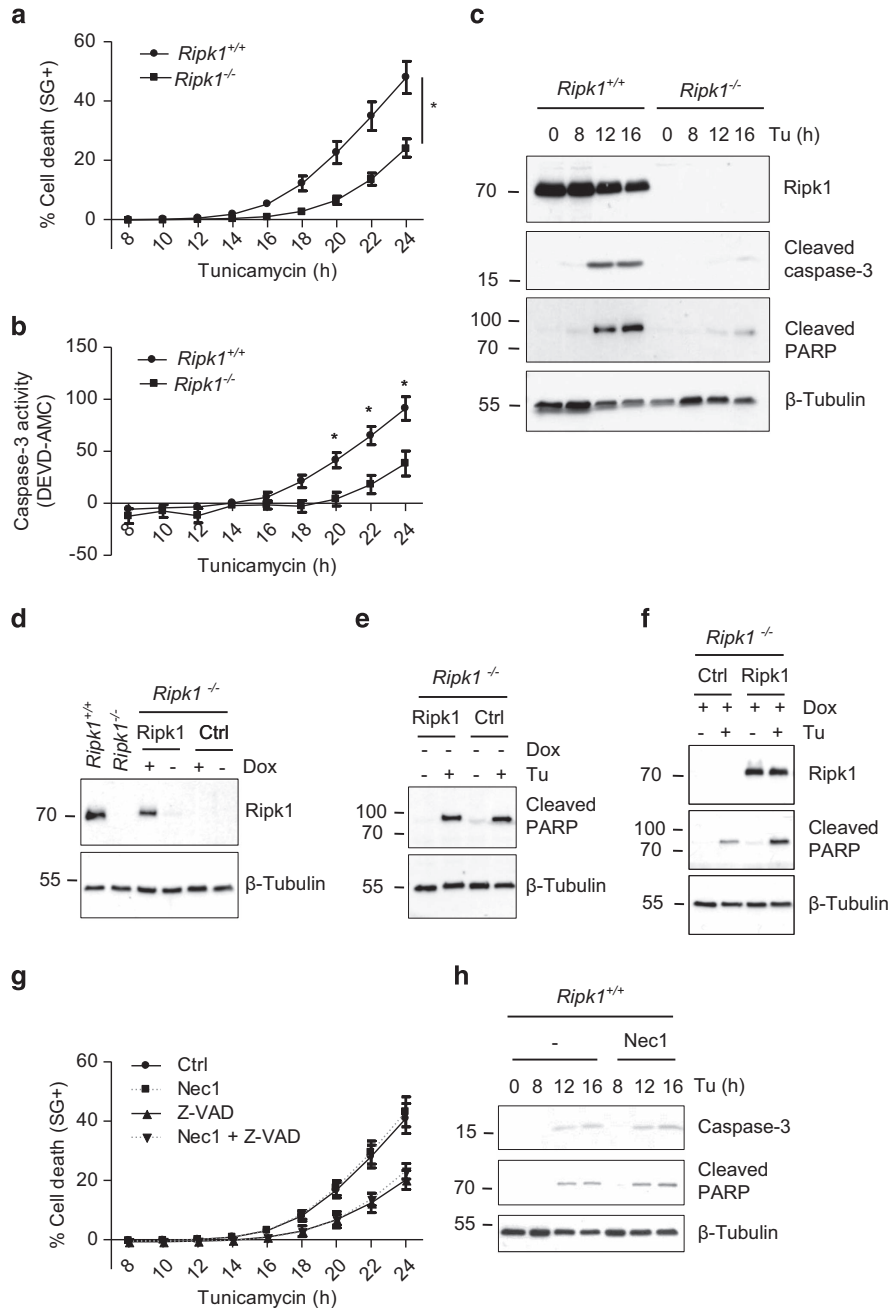 a
60
40
20
0
% Cell death (SG+)
Ripk1+/+
Ripk1-/-
*
8 10 12 14 16 18 20 22 24
Tunicamycin (h)
b
150
100
50
0
-50
Caspase-3 activity
(DEVD-AMC)
Ripk1+/+
Ripk1-/-
* * *
8 10 12 14 16 18 20 22 24
Tunicamycin (h)
c
Ripk1+/+ Ripk1-/-
0 8 12 16 0 8 12 16 Tu (h)
70 Ripk1
Cleaved
caspase-3
15
100
70
Cleaved
PARP
55 β-Tubulin
d
Ripk1 -/-
Ripk1+/+ Ripk1-/- Ripk1 Ctrl
+ - + - Dox
70 Ripk1
55 β-Tubulin
e
Ripk1 -/-
Ripk1 Ctrl
- - - - Dox
- + - + Tu
100
70
Cleaved
PARP
55 β-Tubulin
f
Ripk1 -/-
Ctrl Ripk1
+ + + + Dox
- + - + Tu
70 Ripk1
100
70
Cleaved
PARP
55 β-Tubulin
g
60
40
20
0
% Cell death (SG+)
Ctrl
Nec1
Z-VAD
Nec1 + Z-VAD
8 10 12 14 16 18 20 22 24
Tunicamycin (h)
h
Ripk1+/+
- Nec1
0 8 12 16 8 12 16 Tu (h)
15 Caspase-3
70
Cleaved
PARP
55 β-Tubulin